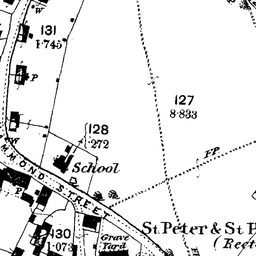 W
131
1·745
P
127
8·833
128
·272
F.P.
School
MMOND STREET
P
St. Peter & St. P
(Rect
130
1·073
Grave
Yard